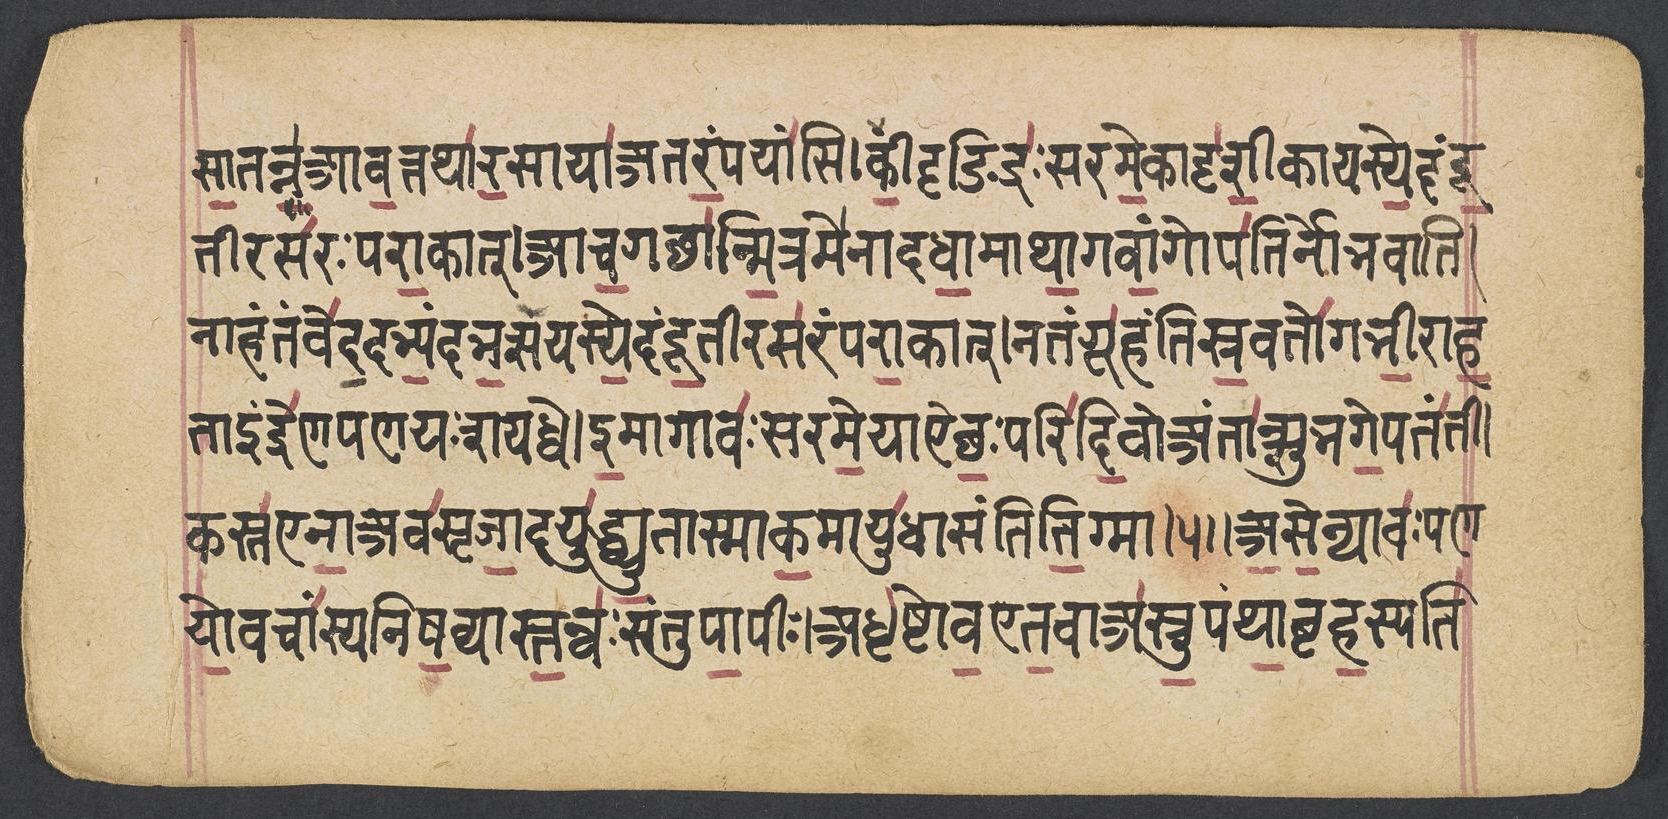 सा तन्न आवत्तथा रसाया अतरं पयांसि। कीदृङ्ङिंद्रः सरमे का दृशीका यस्येदं दू
तीरसरः पराकात्। आ च गछान्मित्रमेना दधामाथा गवां गोपतिर्नो भवाति।
नाहं तं वेद दभ्यं दभत्स यस्येदं दूतीरसरं पराकात्। न तं गूहंति स्रवतो गभीरा ह
ता इंद्रेण पणयः शयध्वे। इमा गावः सरमे या ऐछः परि दिवो अंतान्त्सुभगे पतंती।
कस्त एना अव सृजादयुद्ध्व्युतास्माकमायुधा संति तिग्मा।५।। असेन्या वः पण
यो वचांस्यनिषव्यास्तन्वः संतु पापीः। अधृष्टो व एतवा अस्तु पंथा बृहस्पति